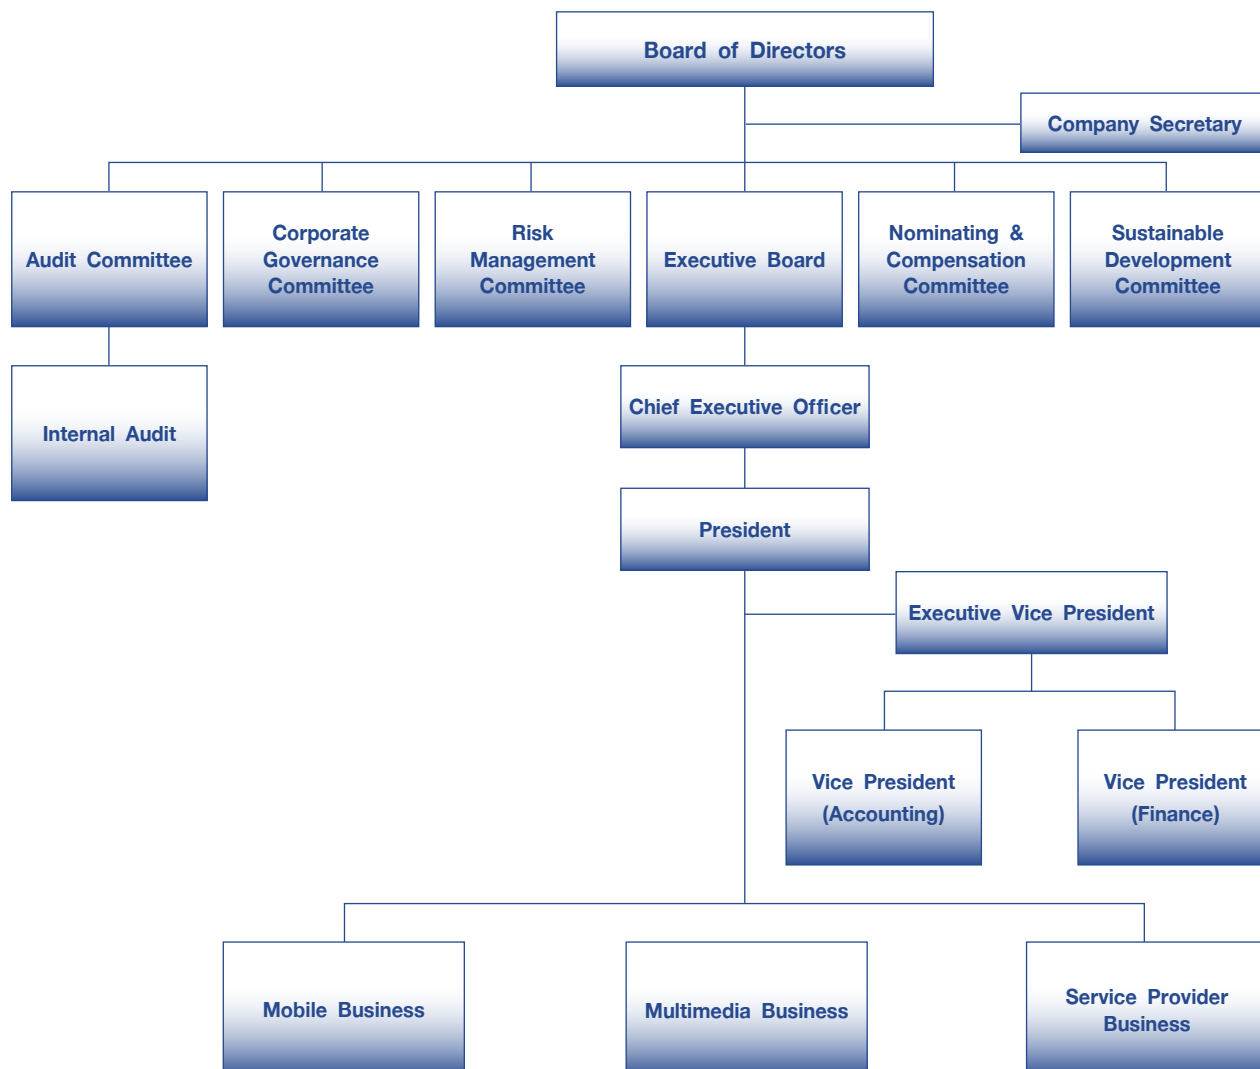 Board of Directors
Company Secretary
Audit Committee
Corporate
Governance
Committee
Risk
Management
Committee
Executive Board
Nominating &
Compensation
Committee
Sustainable
Development
Committee
Internal Audit
Chief Executive Officer
President
Executive Vice President
Vice President
(Accounting)
Vice President
(Finance)
Mobile Business
Multimedia Business
Service Provider
Business